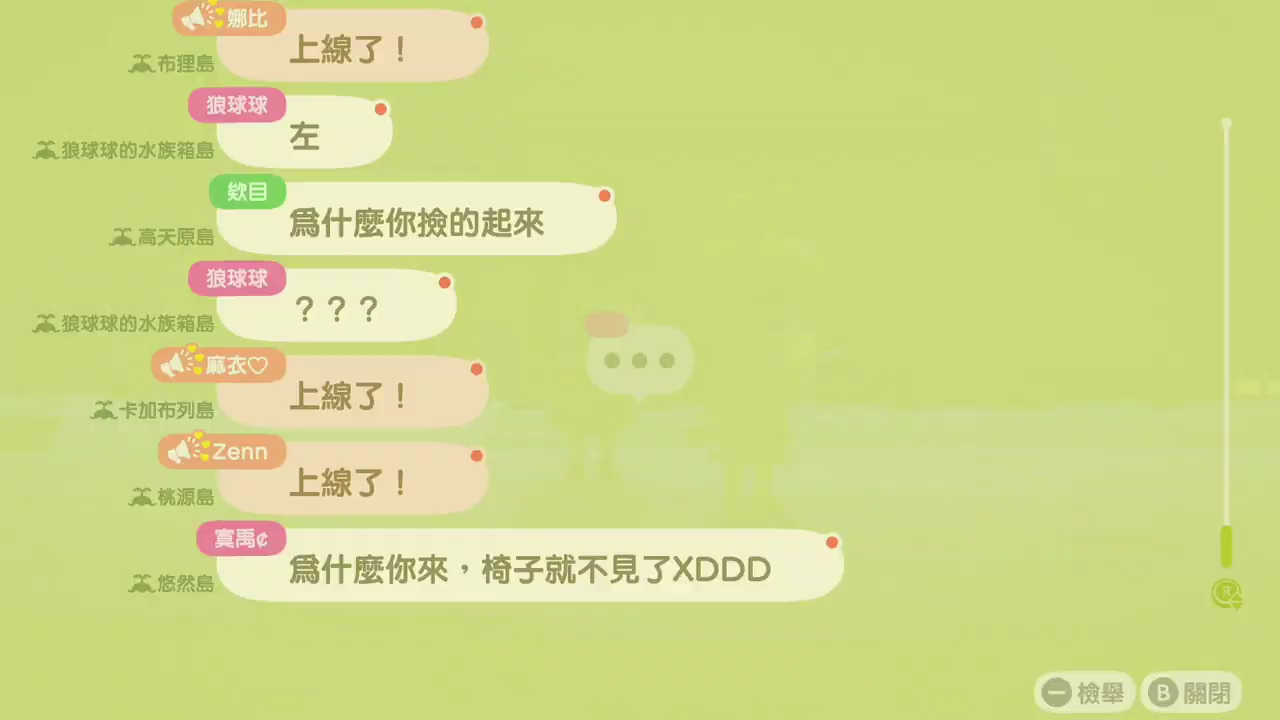 娜比
上線了！
布狸島
狼球球
左
狼球球的水族箱島
欸目
為什麼你撿的起來
高天原島
狼球球
？？？
狼球球的水族箱島
麻衣♡
上線了！
卡加布列島
Zenn
上線了！
桃源島
寞禹¢
為什麼你來，椅子就不見了XDDD
悠然島
R
檢舉
B 關閉